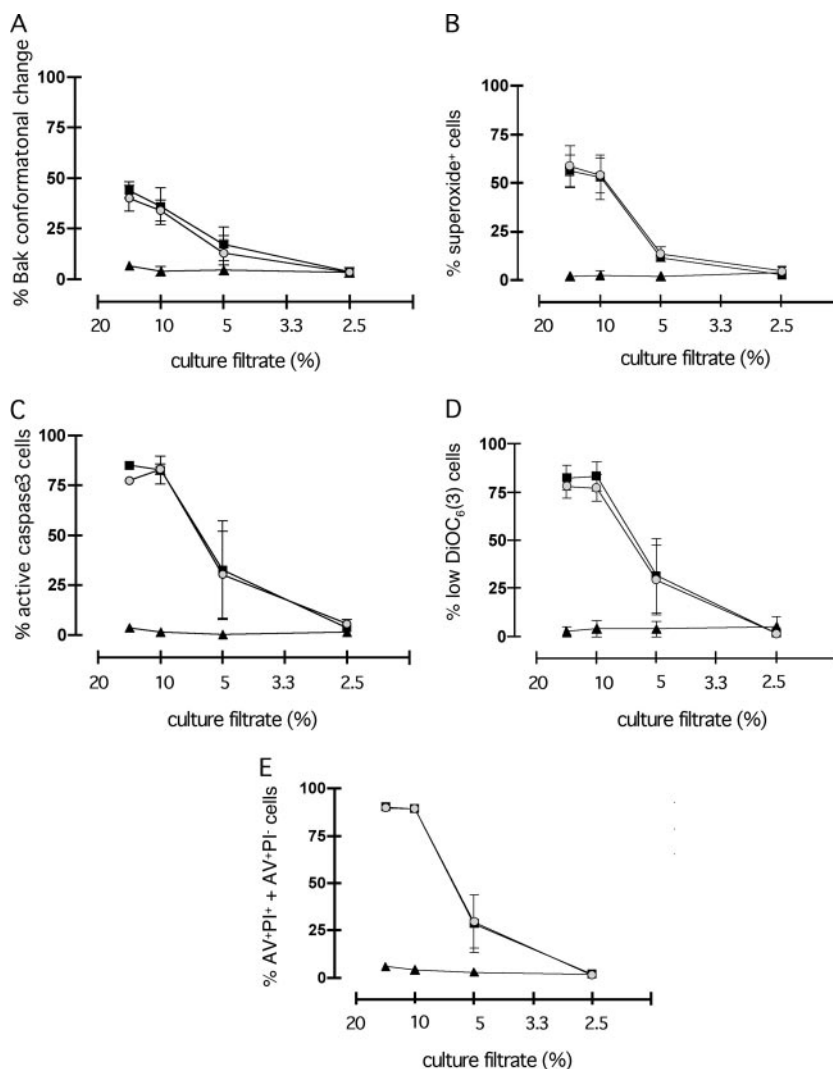 A
% Bak conformatonal change
100
75
50
25
0
20 10 5 3.3 2.5
culture filtrate (%)
B
% superoxide⁺ cells
100
75
50
25
0
20 10 5 3.3 2.5
culture filtrate (%)
C
% active caspase3 cells
100
75
50
25
0
20 10 5 3.3 2.5
culture filtrate (%)
D
% low DiOC₆(3) cells
100
75
50
25
0
20 10 5 3.3 2.5
culture filtrate (%)
E
% AV⁺PI⁺ + AV⁺PI⁻ cells
100
75
50
25
0
20 10 5 3.3 2.5
culture filtrate (%)